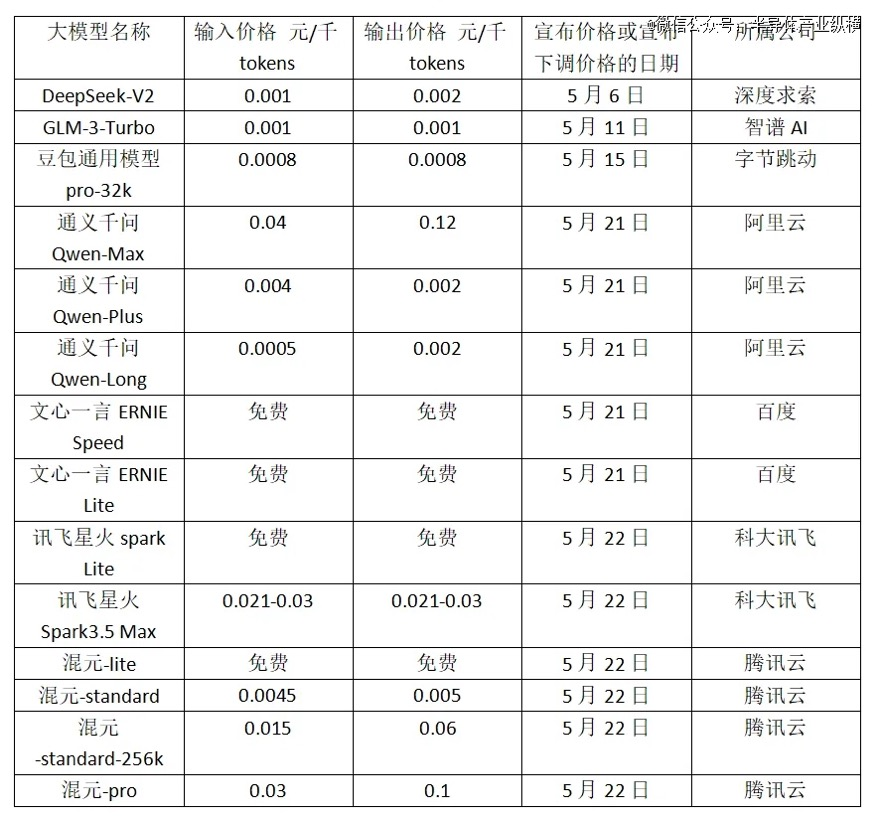 @微信公众号:半导体产业纵横
大模型名称 输入价格 元/千 输出价格 元/千 宣布价格或宣布 所属公司
tokens tokens 下调价格的日期
DeepSeek-V2 0.001 0.002 5月6日 深度求索
GLM-3-Turbo 0.001 0.001 5月11日 智谱AI
豆包通用模型 0.0008 0.0008 5月15日 字节跳动
pro-32k
通义千问 0.04 0.12 5月21日 阿里云
Qwen-Max
通义千问 0.004 0.002 5月21日 阿里云
Qwen-Plus
通义千问 0.0005 0.002 5月21日 阿里云
Qwen-Long
文心一言 ERNIE 免费 免费 5月21日 百度
Speed
文心一言 ERNIE 免费 免费 5月21日 百度
Lite
讯飞星火 spark 免费 免费 5月22日 科大讯飞
Lite
讯飞星火 0.021-0.03 0.021-0.03 5月22日 科大讯飞
Spark3.5 Max
混元-lite 免费 免费 5月22日 腾讯云
混元-standard 0.0045 0.005 5月22日 腾讯云
混元 0.015 0.06 5月22日 腾讯云
-standard-256k
混元-pro 0.03 0.1 5月22日 腾讯云